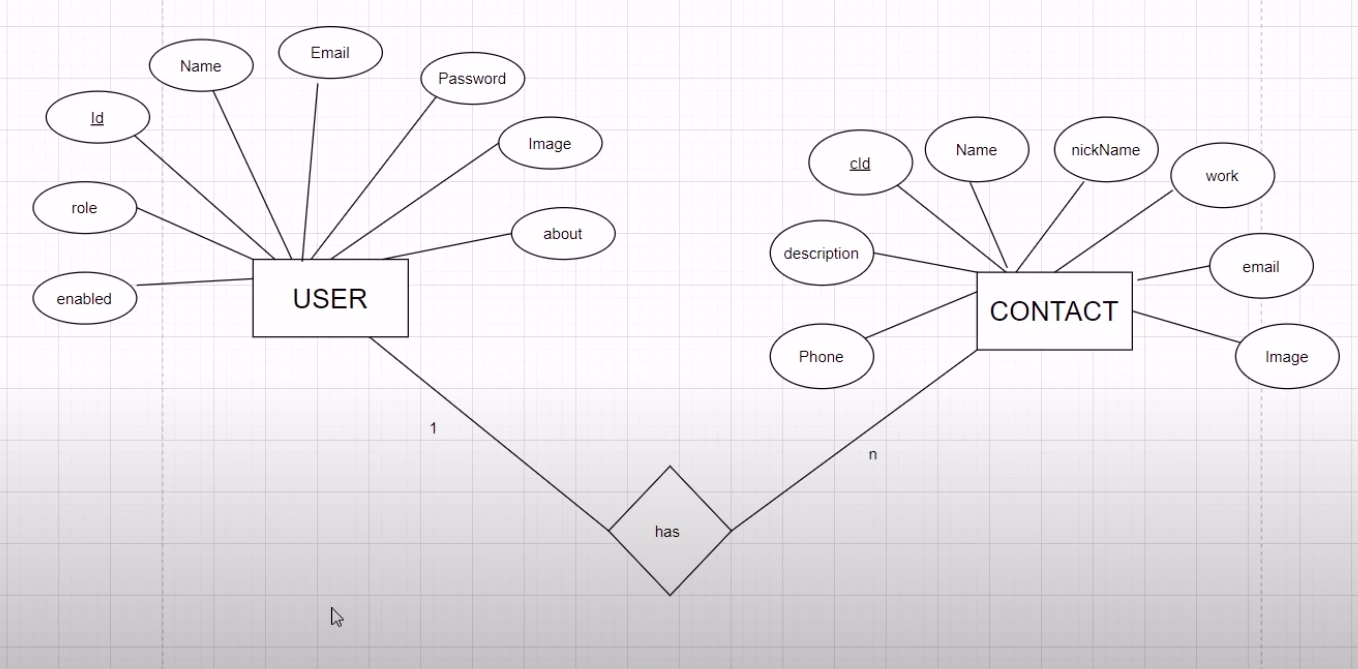 Email
Name
Password
Id
Image
role
about
enabled
USER
cId
Name
nickName
work
description
email
CONTACT
Phone
Image
1
n
has